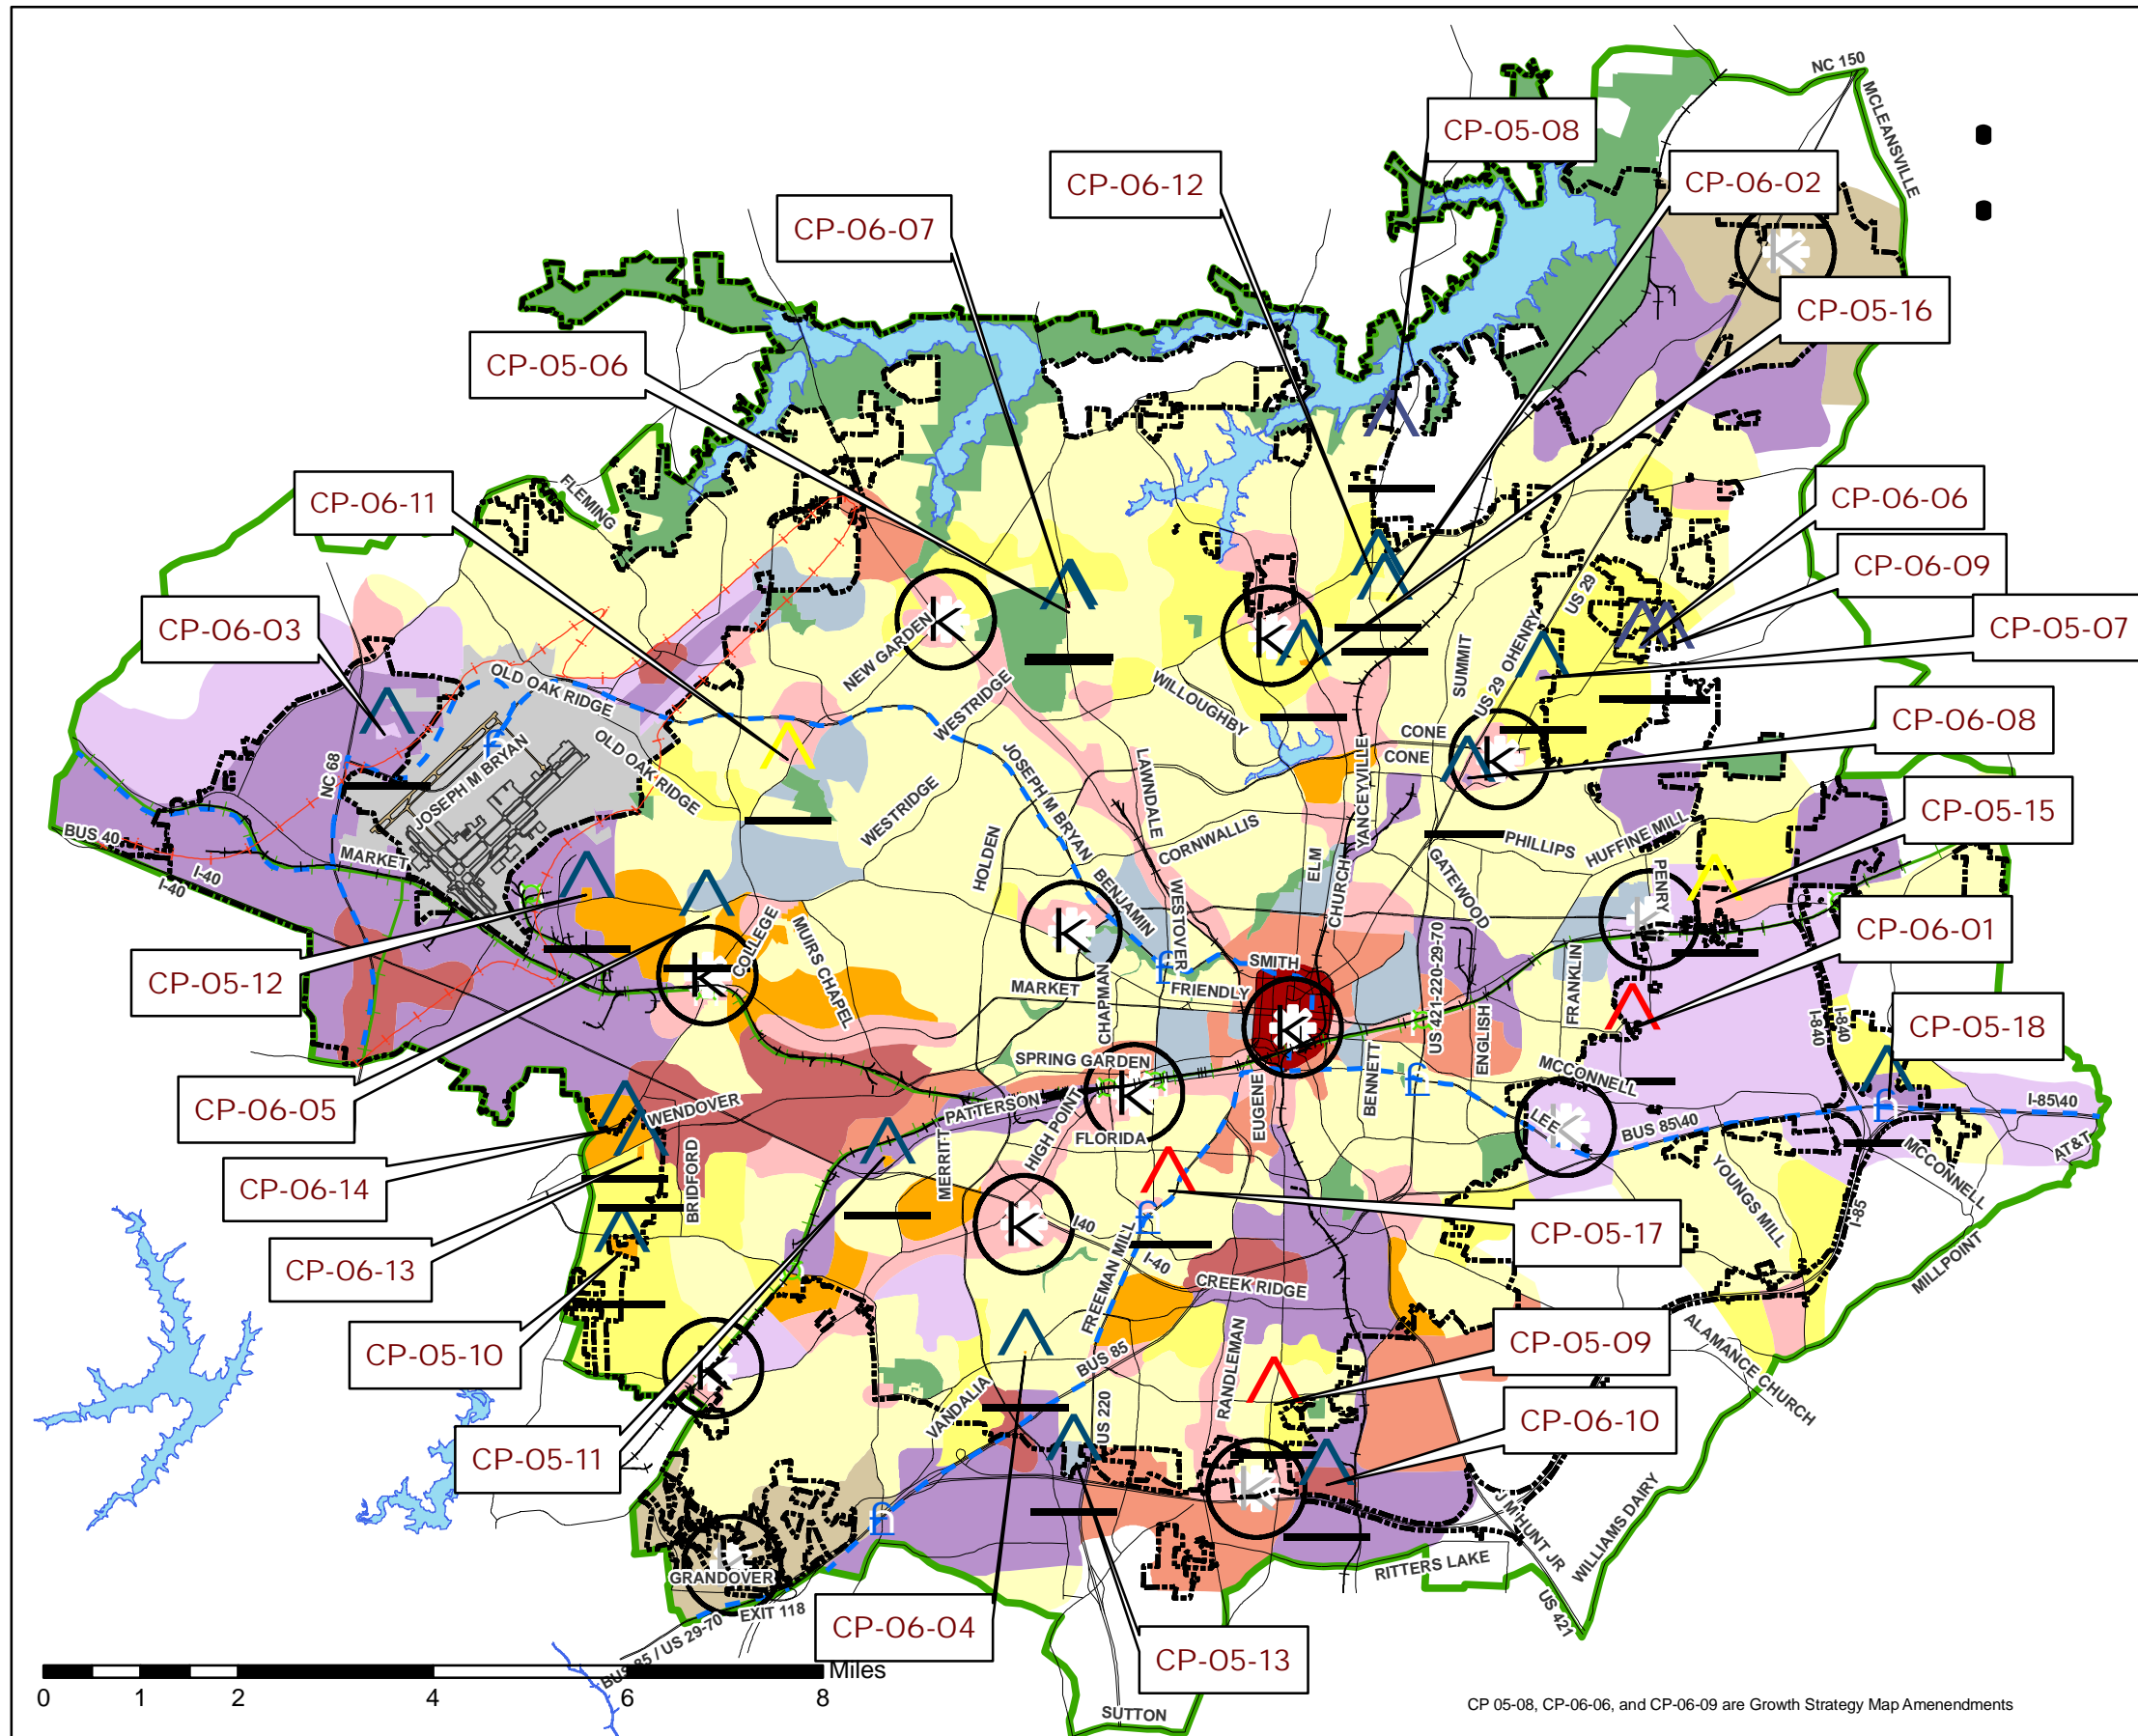 NC 150
MCLEANSVILLE
CP-05-08
CP-06-12
CP-06-02
CP-06-07
CP-05-16
CP-05-06
CP-06-11
FLEMING
CP-06-06
CP-06-09
US 29
CP-06-03
CP-05-07
NEW GARDEN
OLD OAK RIDGE
WESTRIDGE
WILLOUGHBY
SUMMIT
US 29 OHENRY
CP-06-08
OLD OAK RIDGE
NC 68
JOSEPH M BRYAN
JOSEPH M BRYAN
LAWNDALE
CONE
CONE
YANCEYVILLE
WESTRIDGE
CP-05-15
BUS 40
MARKET
I-40
I-40
HOLDEN
CORNWALLIS
PHILLIPS
HUFFINE MILL
ELM
CHURCH
GATEWOOD
PENRY
BENJAMIN
WESTOVER
CP-06-01
COLLEGE
MUIRS CHAPEL
CP-05-12
SMITH
MARKET
FRIENDLY
CHAPMAN
US 421-220-29-70
FRANKLIN
ENGLISH
I-840
I-840
CP-05-18
SPRING GARDEN
MCCONNELL
BENNETT
CP-06-05
WENDOVER
PATTERSON
HIGH POINT
FLORIDA
EUGENE
LEE
BUS 85\40
I-85\40
AT&T
MCCONNELL
CP-06-14
BRIDFORD
MERRITT
YOUNGS MILL
I-85
CP-05-17
I40
I-40
CP-06-13
FREEMAN MILL
CREEK RIDGE
MILLPOINT
CP-05-10
BUS 85
RANDLEMAN
CP-05-09
ALAMANCE CHURCH
VANDALIA
US 220
CP-06-10
CP-05-11
J M HUNT JR
WILLIAMS DAIRY
GRANDOVER
RITTERS LAKE
EXIT 118
BUS 85 / US 29-70
US 421
CP-06-04
CP-05-13
Miles
0 1 2 4 6 8
SUTTON
CP 05-08, CP-06-06, and CP-06-09 are Growth Strategy Map Amenendments